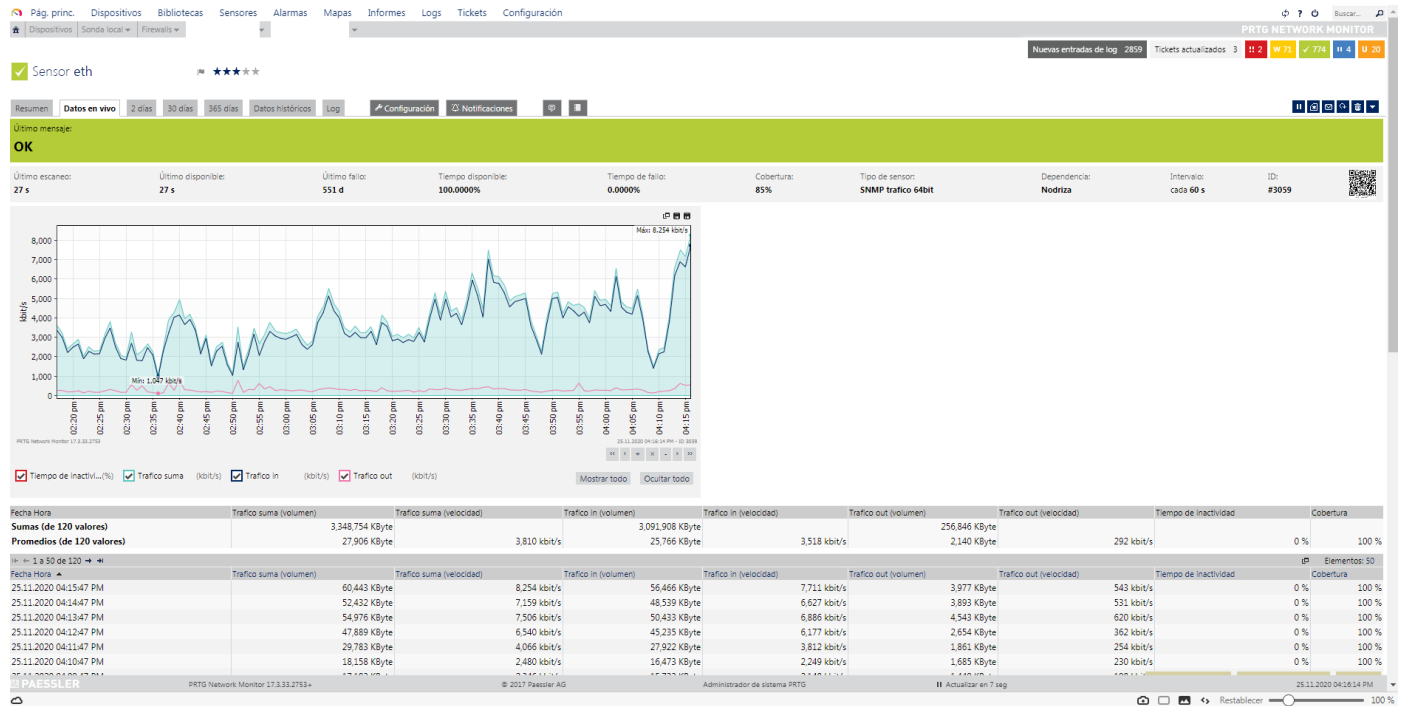 Pág. princ. Dispositivos Bibliotecas Sensores Alarmas Mapas Informes Logs Tickets Configuración ? Buscar...
Dispositivos Sonda local Firewalls PRTG NETWORK MONITOR
Nuevas entradas de log 2859 Tickets actualizados 3 !! 2 W 71 ✓ 774 II 4 U 20
Sensor eth ★★★★★
Resumen Datos en vivo 2 días 30 días 365 días Datos históricos Log Configuración Notificaciones
Último mensaje:
OK
Último escaneo: Último disponible: Último fallo: Tiempo disponible: Tiempo de fallo: Cobertura: Tipo de sensor: Dependencia: Intervalo: ID:
27 s 27 s 551 d 100.0000% 0.0000% 85% SNMP trafico 64bit Nodriza cada 60 s #3059
Máx: 8,254 kbit/s
8,000
7,000
6,000
5,000
4,000
3,000
2,000
1,000
0
kbit/s
Mín: 1,047 kbit/s
02:20 pm 02:25 pm 02:30 pm 02:35 pm 02:40 pm 02:45 pm 02:50 pm 02:55 pm 03:00 pm 03:05 pm 03:10 pm 03:15 pm 03:20 pm 03:25 pm 03:30 pm 03:35 pm 03:40 pm 03:45 pm 03:50 pm 03:55 pm 04:00 pm 04:05 pm 04:10 pm 04:15 pm
PRTG Network Monitor 17.3.33.2753 25.11.2020 04:16:14 PM - ID 3059
Tiempo de inactivi...(%) Trafico suma (kbit/s) Trafico in (kbit/s) Trafico out (kbit/s) Mostrar todo Ocultar todo
Fecha Hora Trafico suma (volumen) Trafico suma (velocidad) Trafico in (volumen) Trafico in (velocidad) Trafico out (volumen) Trafico out (velocidad) Tiempo de inactividad Cobertura
Sumas (de 120 valores) 3,348,754 KByte 3,091,908 KByte 256,846 KByte
Promedios (de 120 valores) 27,906 KByte 3,810 kbit/s 25,766 KByte 3,518 kbit/s 2,140 KByte 292 kbit/s 0 % 100 %
1 a 50 de 120 Elementos: 50
Fecha Hora Trafico suma (volumen) Trafico suma (velocidad) Trafico in (volumen) Trafico in (velocidad) Trafico out (volumen) Trafico out (velocidad) Tiempo de inactividad Cobertura
25.11.2020 04:15:47 PM 60,443 KByte 8,254 kbit/s 56,466 KByte 7,711 kbit/s 3,977 KByte 543 kbit/s 0 % 100 %
25.11.2020 04:14:47 PM 52,432 KByte 7,159 kbit/s 48,539 KByte 6,627 kbit/s 3,893 KByte 531 kbit/s 0 % 100 %
25.11.2020 04:13:47 PM 54,976 KByte 7,506 kbit/s 50,433 KByte 6,886 kbit/s 4,543 KByte 620 kbit/s 0 % 100 %
25.11.2020 04:12:47 PM 47,889 KByte 6,540 kbit/s 45,235 KByte 6,177 kbit/s 2,654 KByte 362 kbit/s 0 % 100 %
25.11.2020 04:11:47 PM 29,783 KByte 4,066 kbit/s 27,922 KByte 3,812 kbit/s 1,861 KByte 254 kbit/s 0 % 100 %
25.11.2020 04:10:47 PM 18,158 KByte 2,480 kbit/s 16,473 KByte 2,249 kbit/s 1,685 KByte 230 kbit/s 0 % 100 %
PAESSLER PRTG Network Monitor 17.3.33.2753+ © 2017 Paessler AG Administrador de sistema PRTG Actualizar en 7 seg 25.11.2020 04:16:14 PM
Restablecer 100 %